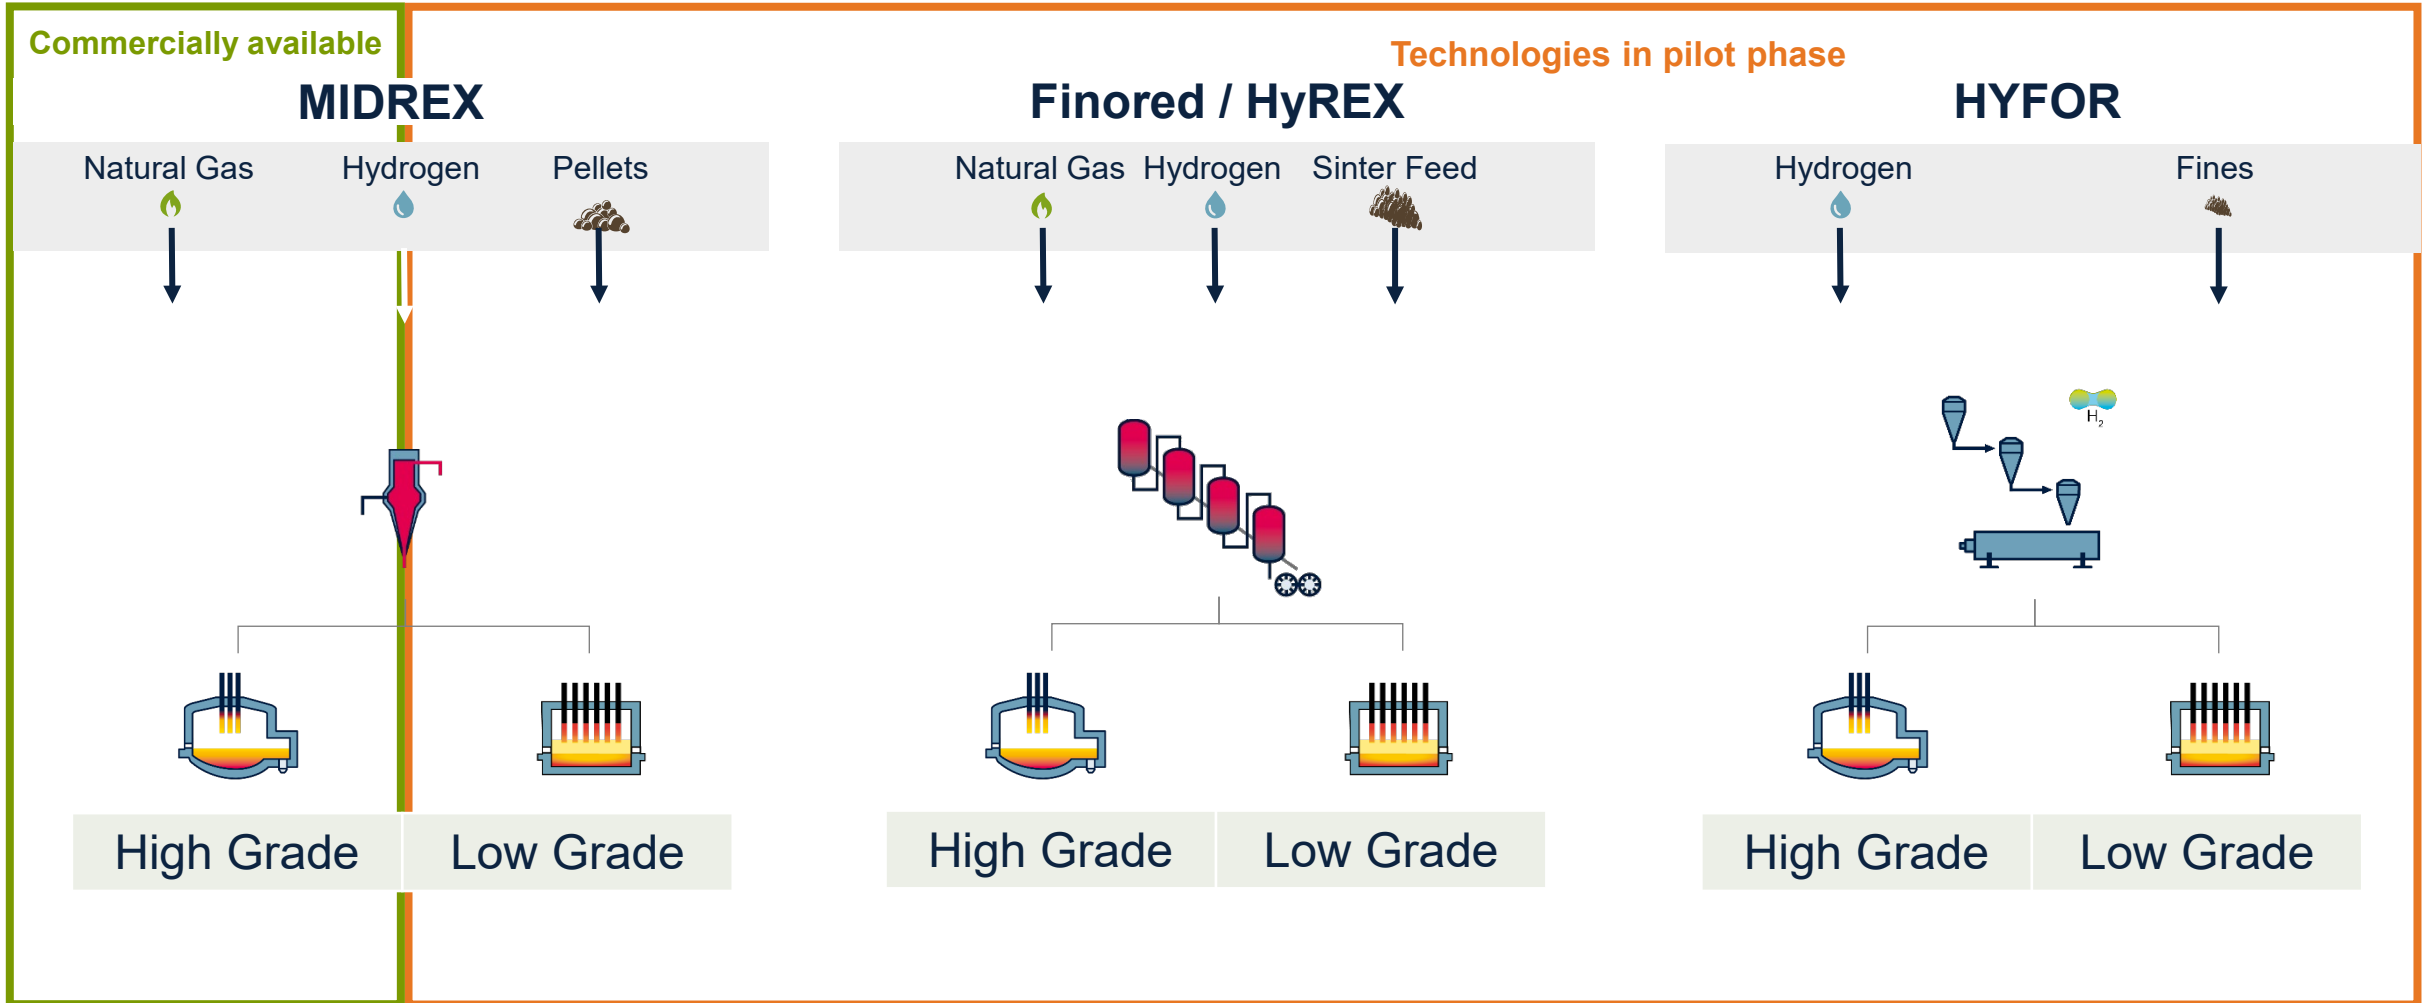 Commercially available
Technologies in pilot phase
MIDREX
Finored / HyREX
HYFOR
Natural Gas
Hydrogen
Pellets
Natural Gas
Hydrogen
Sinter Feed
Hydrogen
Fines
H₂
High Grade
Low Grade
High Grade
Low Grade
High Grade
Low Grade